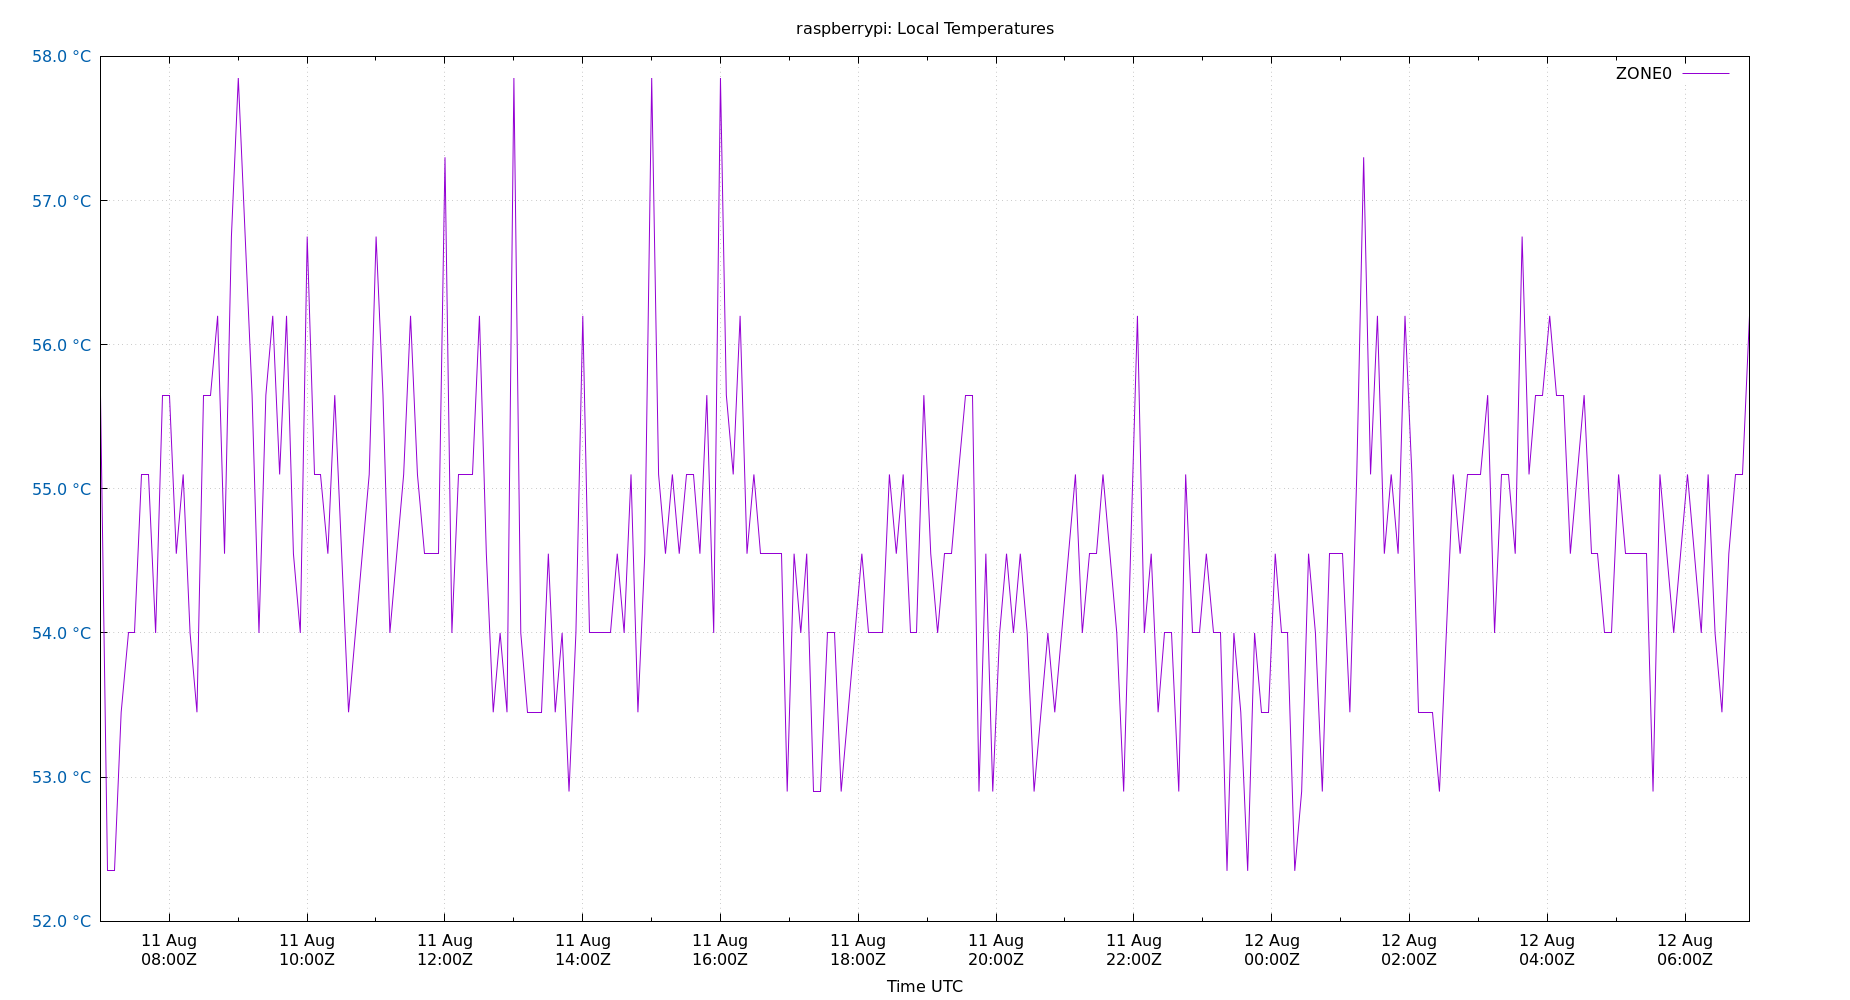 raspberrypi: Local Temperatures
58.0 °C
ZONE0
57.0 °C
56.0 °C
55.0 °C
54.0 °C
53.0 °C
52.0 °C
11 Aug 11 Aug 11 Aug 11 Aug 11 Aug 11 Aug 11 Aug 11 Aug 12 Aug 12 Aug 12 Aug 12 Aug
08:00Z 10:00Z 12:00Z 14:00Z 16:00Z 18:00Z 20:00Z 22:00Z 00:00Z 02:00Z 04:00Z 06:00Z
Time UTC